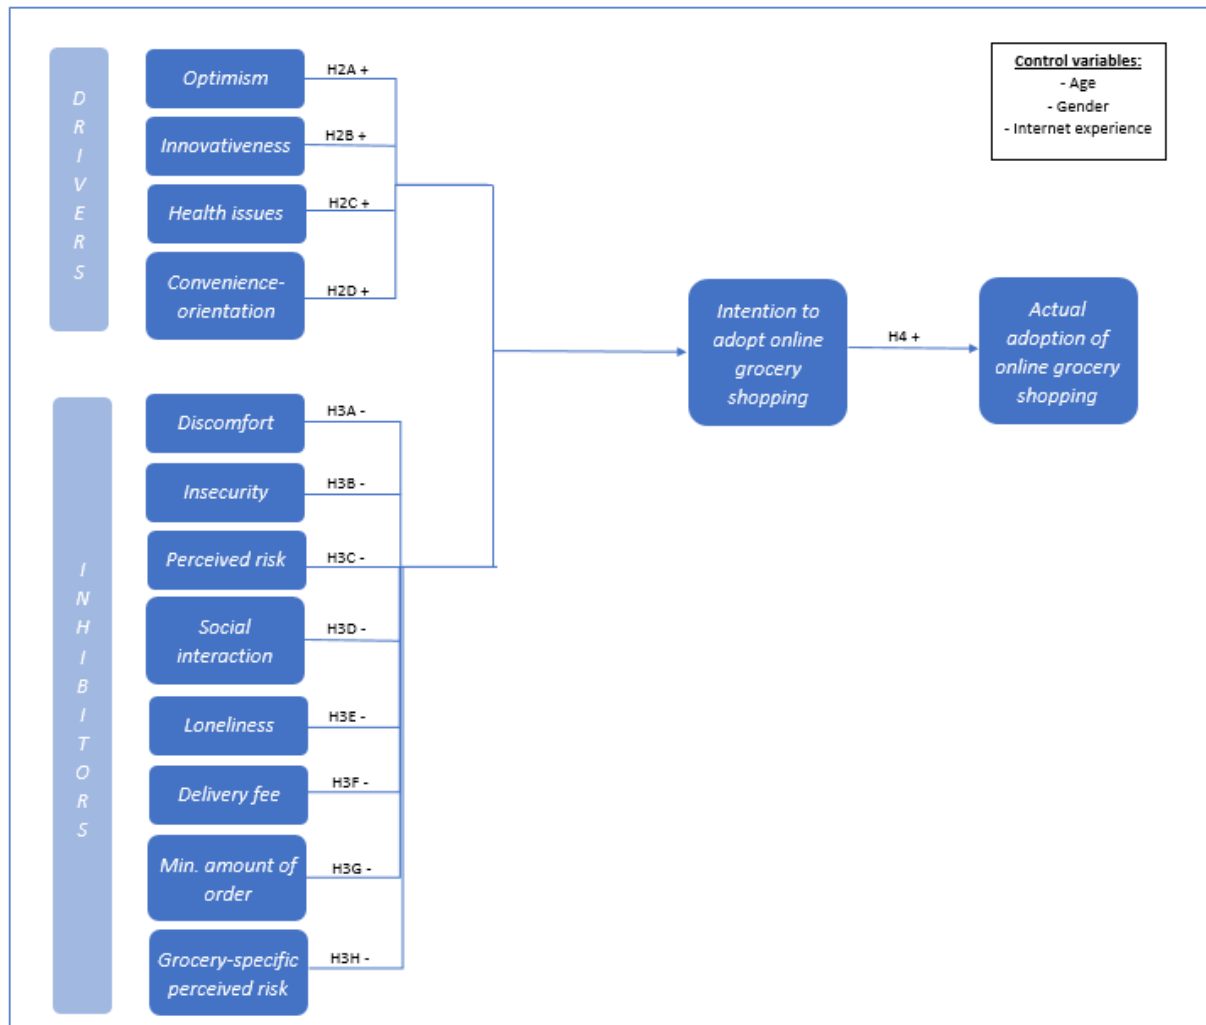 DRIVERS
Optimism
H2A +
Innovativeness
H2B +
Health issues
H2C +
Convenience-
orientation
H2D +
Control variables:
- Age
- Gender
- Internet experience
Intention to
adopt online
grocery
shopping
H4 +
Actual
adoption of
online grocery
shopping
INHIBITORS
Discomfort
H3A -
Insecurity
H3B -
Perceived risk
H3C -
Social
interaction
H3D -
Loneliness
H3E -
Delivery fee
H3F -
Min. amount of
order
H3G -
Grocery-specific
perceived risk
H3H -